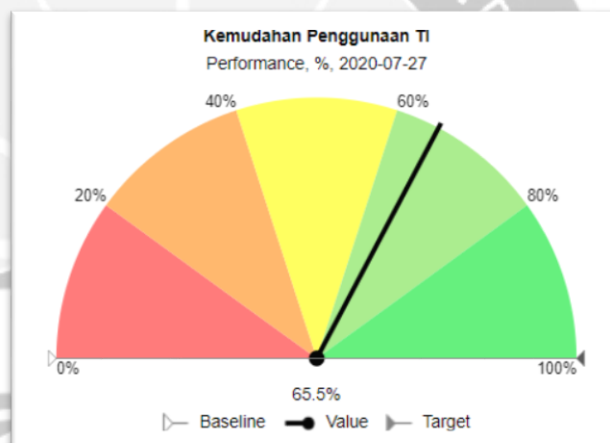 Kemudahan Penggunaan TI
Performance, %, 2020-07-27
40%
60%
20%
80%
0%
100%
65.5%
Baseline Value Target